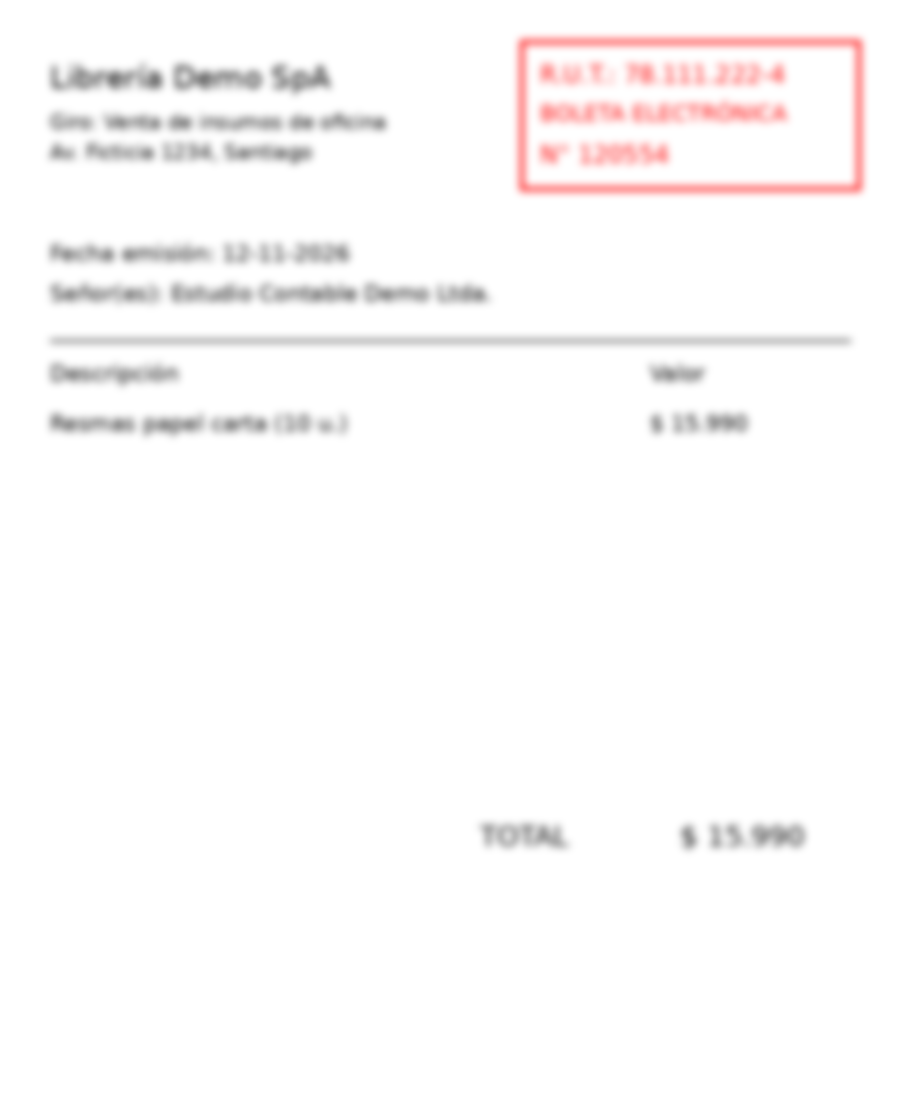 Librería Demo SpA
Giro: Venta de insumos de oficina
Av. Ficticia 1234, Santiago
R.U.T.: 78.111.222-4
BOLETA ELECTRÓNICA
N° 120554
Fecha emisión: 12-11-2026
Señor(es): Estudio Contable Demo Ltda.
Descripción Valor
Resmas papel carta (10 u.) $ 15.990
TOTAL $ 15.990